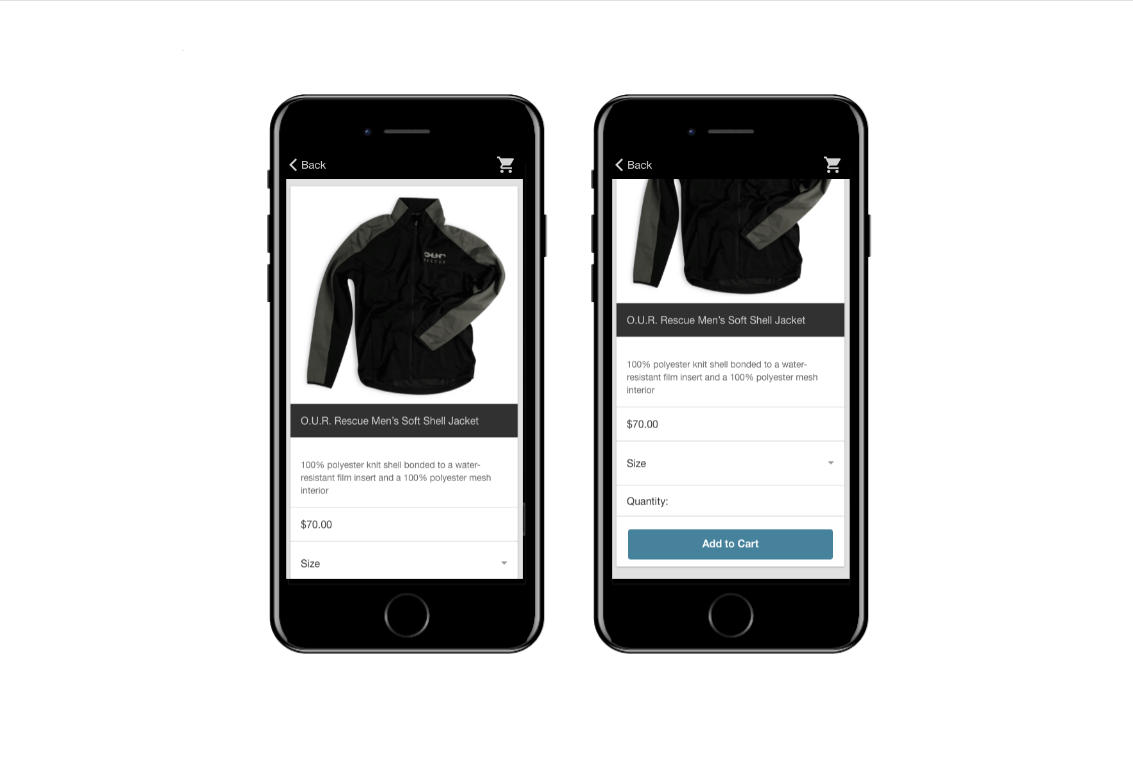 Back
OUR
RESCUE
O.U.R. Rescue Men's Soft Shell Jacket
100% polyester knit shell bonded to a water-
resistant film insert and a 100% polyester mesh
interior
$70.00
Size
Back
O.U.R. Rescue Men's Soft Shell Jacket
100% polyester knit shell bonded to a water-
resistant film insert and a 100% polyester mesh
interior
$70.00
Size
Quantity:
Add to Cart